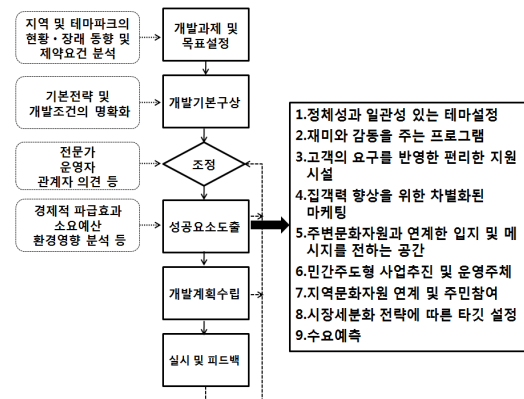 지역 및 테마파크의
현황・장래 동향 및
제약요건 분석
개발과제 및
목표설정
기본전략 및
개발조건의 명확화
개발기본구상
전문가
운영자
관계자 의견 등
조정
경제적 파급효과
소요예산
환경영향 분석 등
성공요소도출
개발계획수립
실시 및 피드백
1.정체성과 일관성 있는 테마설정
2.재미와 감동을 주는 프로그램
3.고객의 요구를 반영한 편리한 지원
시설
4.집객력 향상을 위한 차별화된
마케팅
5.주변문화자원과 연계한 입지 및 메
시지를 전하는 공간
6.민간주도형 사업추진 및 운영주체
7.지역문화자원 연계 및 주민참여
8.시장세분화 전략에 따른 타깃 설정
9.수요예측